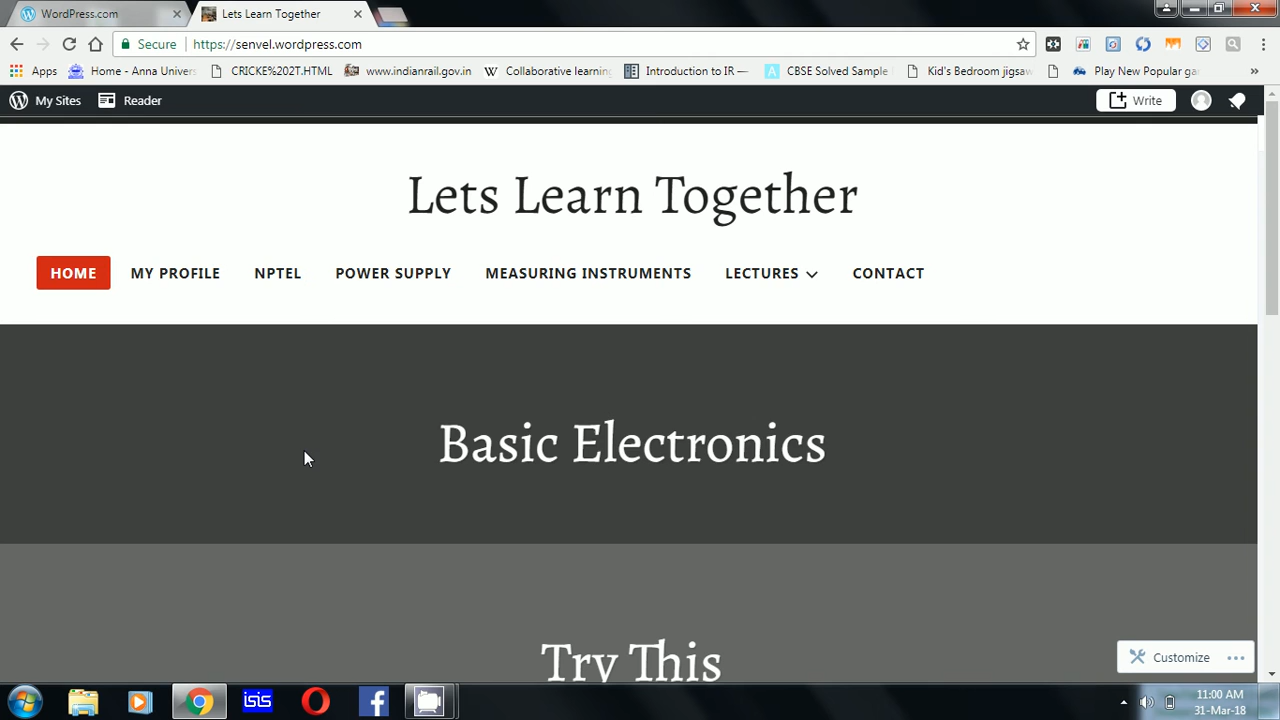 WordPress.com
Lets Learn Together
Secure
https://senvel.wordpress.com
Apps
Home - Anna Univers
CRICKE%202T.HTML
www.indianrail.gov.in
collaborative learning
Introduction to IR —
CBSE Solved Sample
Kid's Bedroom jigsaw
Play New Popular ga
My Sites
Reader
Write
Lets Learn Together
HOME
MY PROFILE
NPTEL
POWER SUPPLY
MEASURING INSTRUMENTS
LECTURES
CONTACT
Basic Electronics
Try This
Customize
isis
11:00 AM
31-Mar-18